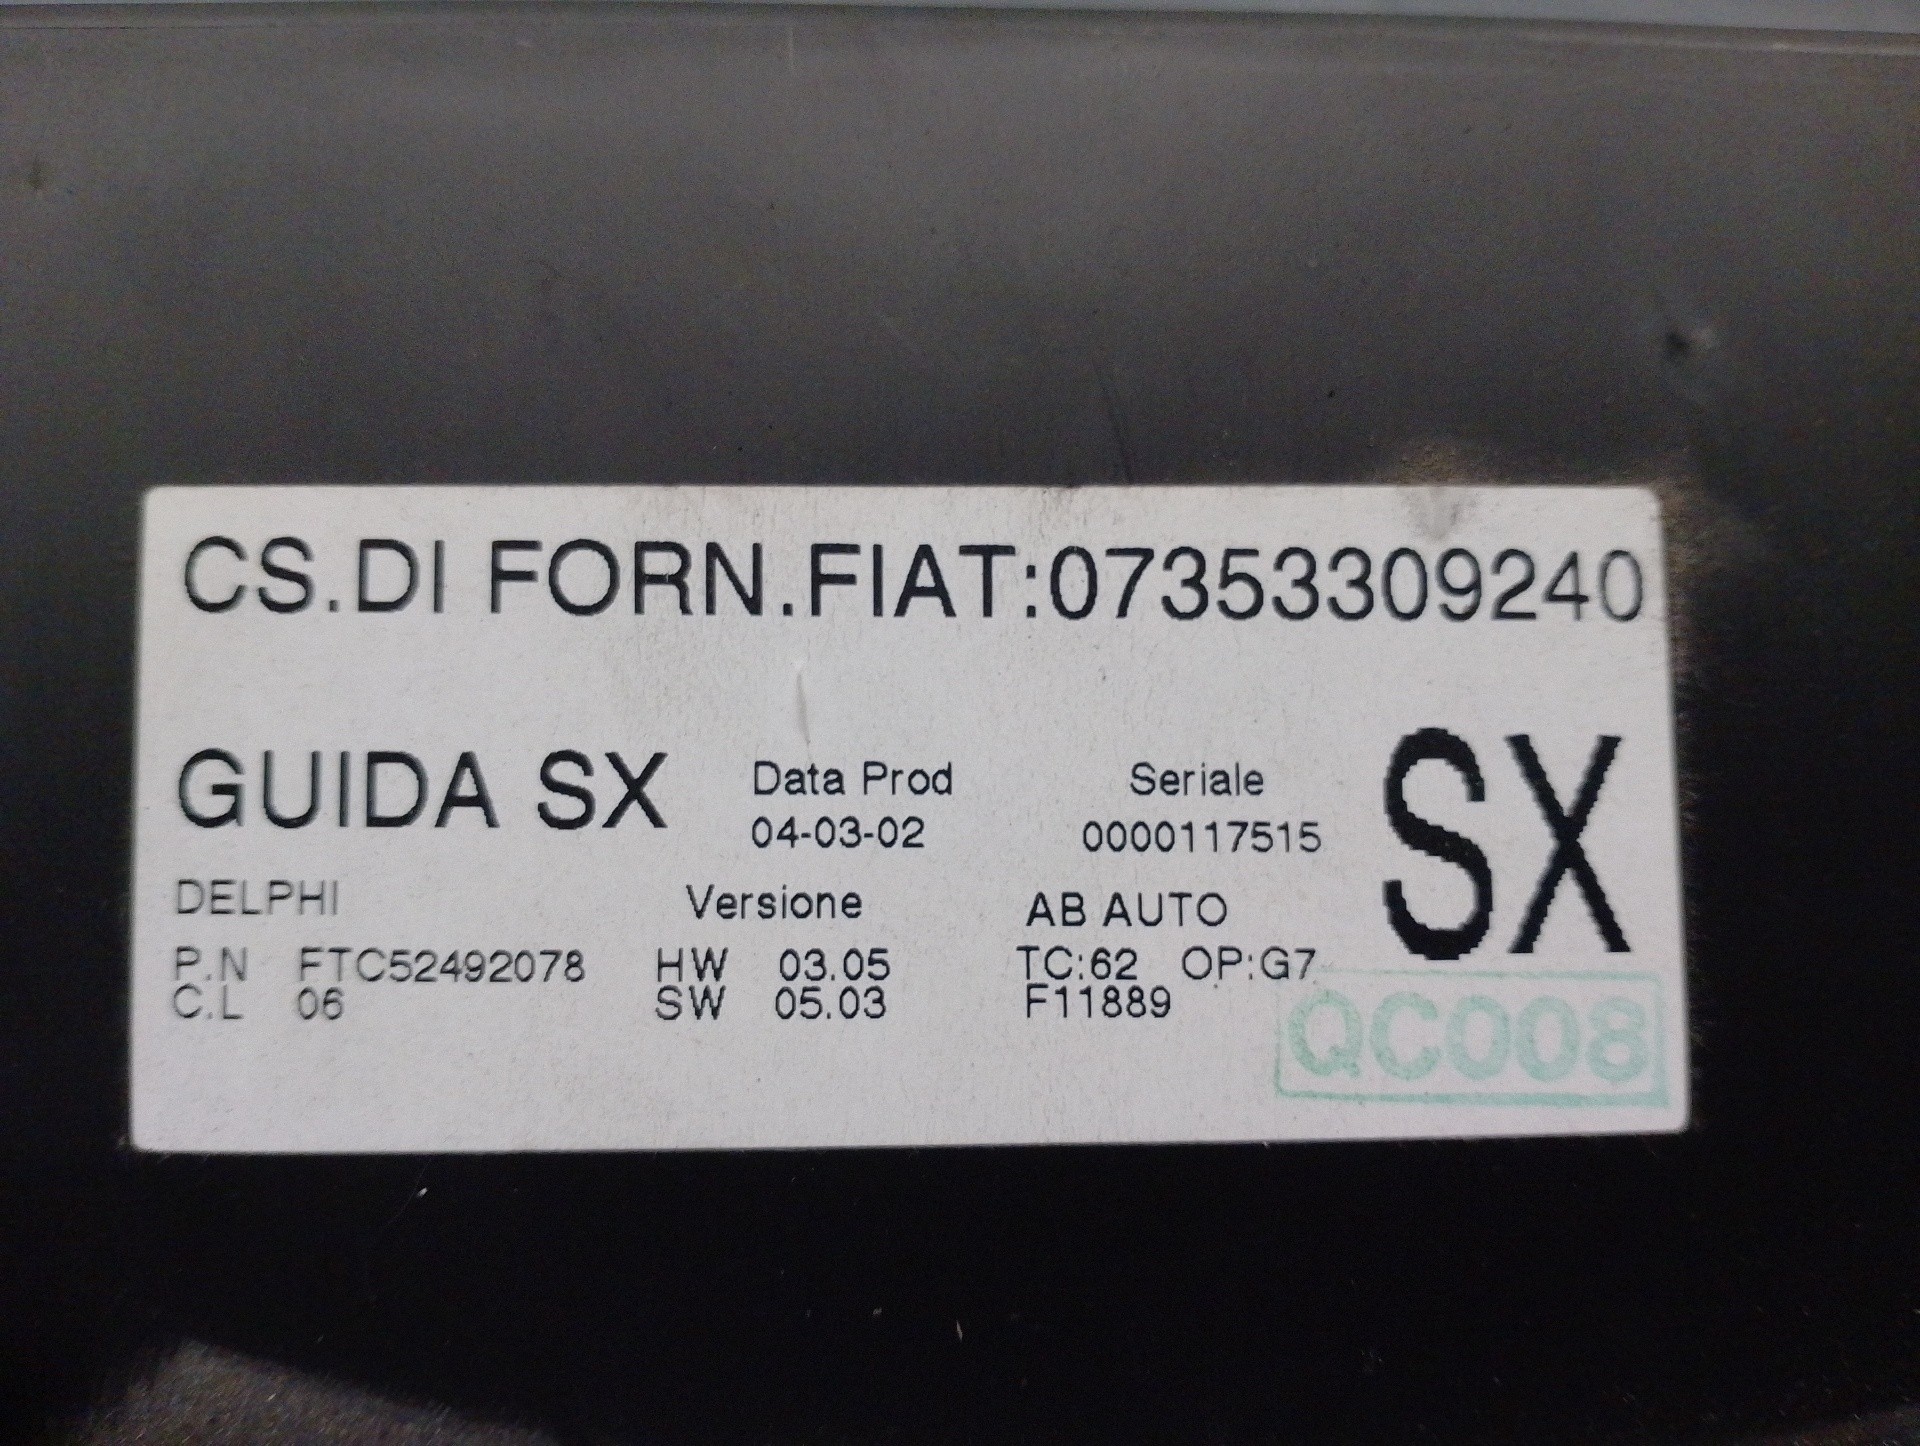 CS.DI FORN.FIAT:07353309240
GUIDA SX
Data Prod
04-03-02
Seriale
0000117515
SX
DELPHI
P.N FTC52492078
C.L 06
Versione
HW 03.05
SW 05.03
AB AUTO
TC:62 OP:G7
F11889
QC008